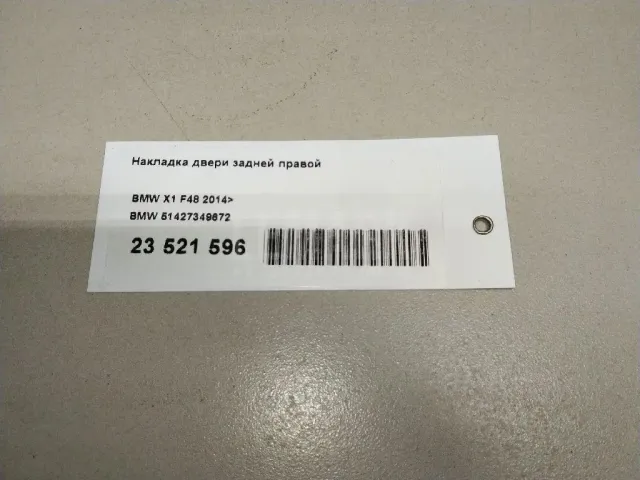 Накладка двери задней правой
BMW X1 F48 2014>
BMW 51427349672
23 521 596